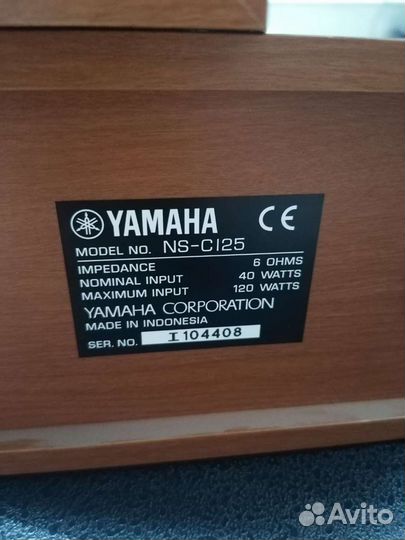 YAMAHA CE
MODEL NO. NS-C125
IMPEDANCE 6 OHMS
NOMINAL INPUT 40 WATTS
MAXIMUM INPUT 120 WATTS
YAMAHA CORPORATION
MADE IN INDONESIA
SER. NO. I 104408
Avito